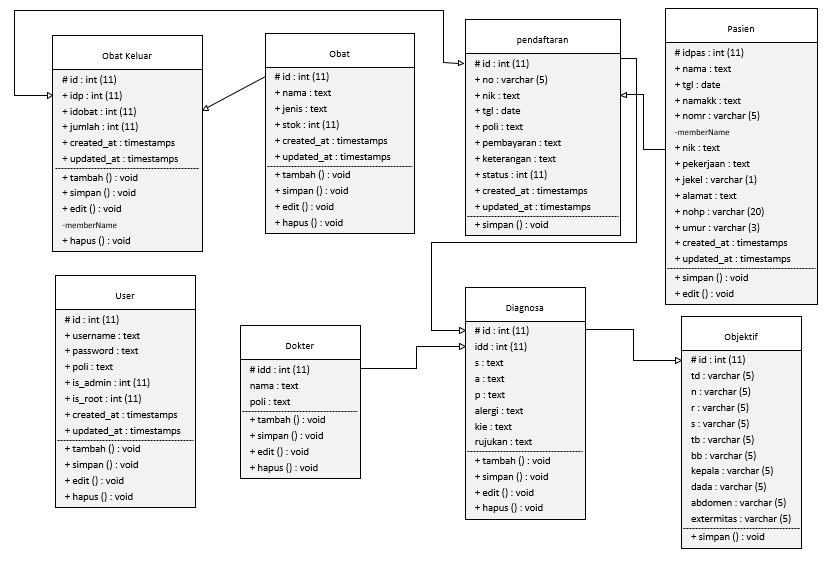 Obat Keluar
# id : int (11)
+ idp : int (11)
+ idobat : int (11)
+ jumlah : int (11)
+ created_at : timestamps
+ updated_at : timestamps
+ tambah () : void
+ simpan () : void
+ edit () : void
-memberName
+ hapus () : void
Obat
# id : int (11)
+ nama : text
+ jenis : text
+ stok : int (11)
+ created_at : timestamps
+ updated_at : timestamps
+ tambah () : void
+ simpan () : void
+ edit () : void
+ hapus () : void
pendaftaran
# id : int (11)
+ no : varchar (5)
+ nik : text
+ tgl : date
+ poli : text
+ pembayaran : text
+ keterangan : text
+ status : int (11)
+ created_at : timestamps
+ updated_at : timestamps
+ simpan () : void
Pasien
# idpas : int (11)
+ nama : text
+ tgl : date
+ namakk : text
+ nomr : varchar (5)
-memberName
+ nik : text
+ pekerjaan : text
+ jekel : varchar (1)
+ alamat : text
+ nohp : varchar (20)
+ umur : varchar (3)
+ created_at : timestamps
+ updated_at : timestamps
+ simpan () : void
+ edit () : void
User
# id : int (11)
+ username : text
+ password : text
+ poli : text
+ is_admin : int (11)
+ is_root : int (11)
+ created_at : timestamps
+ updated_at : timestamps
+ tambah () : void
+ simpan () : void
+ edit () : void
+ hapus () : void
Dokter
# idd : int (11)
nama : text
poli : text
+ tambah () : void
+ simpan () : void
+ edit () : void
+ hapus () : void
Diagnosa
# id : int (11)
idd : int (11)
s : text
a : text
p : text
alergi : text
kie : text
rujukan : text
+ tambah () : void
+ simpan () : void
+ edit () : void
+ hapus () : void
Objektif
# id : int (11)
td : varchar (5)
n : varchar (5)
r : varchar (5)
s : varchar (5)
tb : varchar (5)
bb : varchar (5)
kepala : varchar (5)
dada : varchar (5)
abdomen : varchar (5)
extermitas : varchar (5)
+ simpan () : void